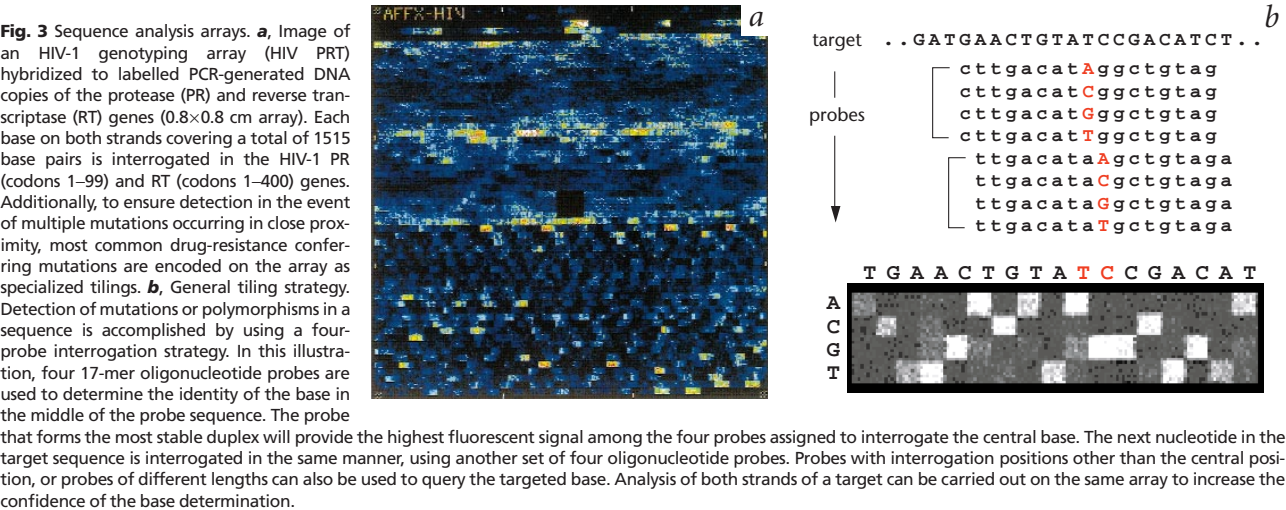 Fig. 3 Sequence analysis arrays. a, Image of
an HIV-1 genotyping array (HIV PRT)
hybridized to labelled PCR-generated DNA
copies of the protease (PR) and reverse tran-
scriptase (RT) genes (0.8×0.8 cm array). Each
base on both strands covering a total of 1515
base pairs is interrogated in the HIV-1 PR
(codons 1–99) and RT (codons 1–400) genes.
Additionally, to ensure detection in the event
of multiple mutations occurring in close prox-
imity, most common drug-resistance confer-
ring mutations are encoded on the array as
specialized tilings. b, General tiling strategy.
Detection of mutations or polymorphisms in a
sequence is accomplished by using a four-
probe interrogation strategy. In this illustra-
tion, four 17-mer oligonucleotide probes are
used to determine the identity of the base in
the middle of the probe sequence. The probe
that forms the most stable duplex will provide the highest fluorescent signal among the four probes assigned to interrogate the central base. The next nucleotide in the
target sequence is interrogated in the same manner, using another set of four oligonucleotide probes. Probes with interrogation positions other than the central posi-
tion, or probes of different lengths can also be used to query the targeted base. Analysis of both strands of a target can be carried out on the same array to increase the
confidence of the base determination.
AFFX-HIV
a
b
target ..GATGAACTGTATCCGACATCT..
probes
cttgacatAggctgtag
cttgacatCggctgtag
cttgacatGggctgtag
cttgacatTggctgtag
ttgacataAgctgtaga
ttgacataCgctgtaga
ttgacataGgctgtaga
ttgacataTgctgtaga
T G A A C T G T A T C C G A C A T
A
C
G
T